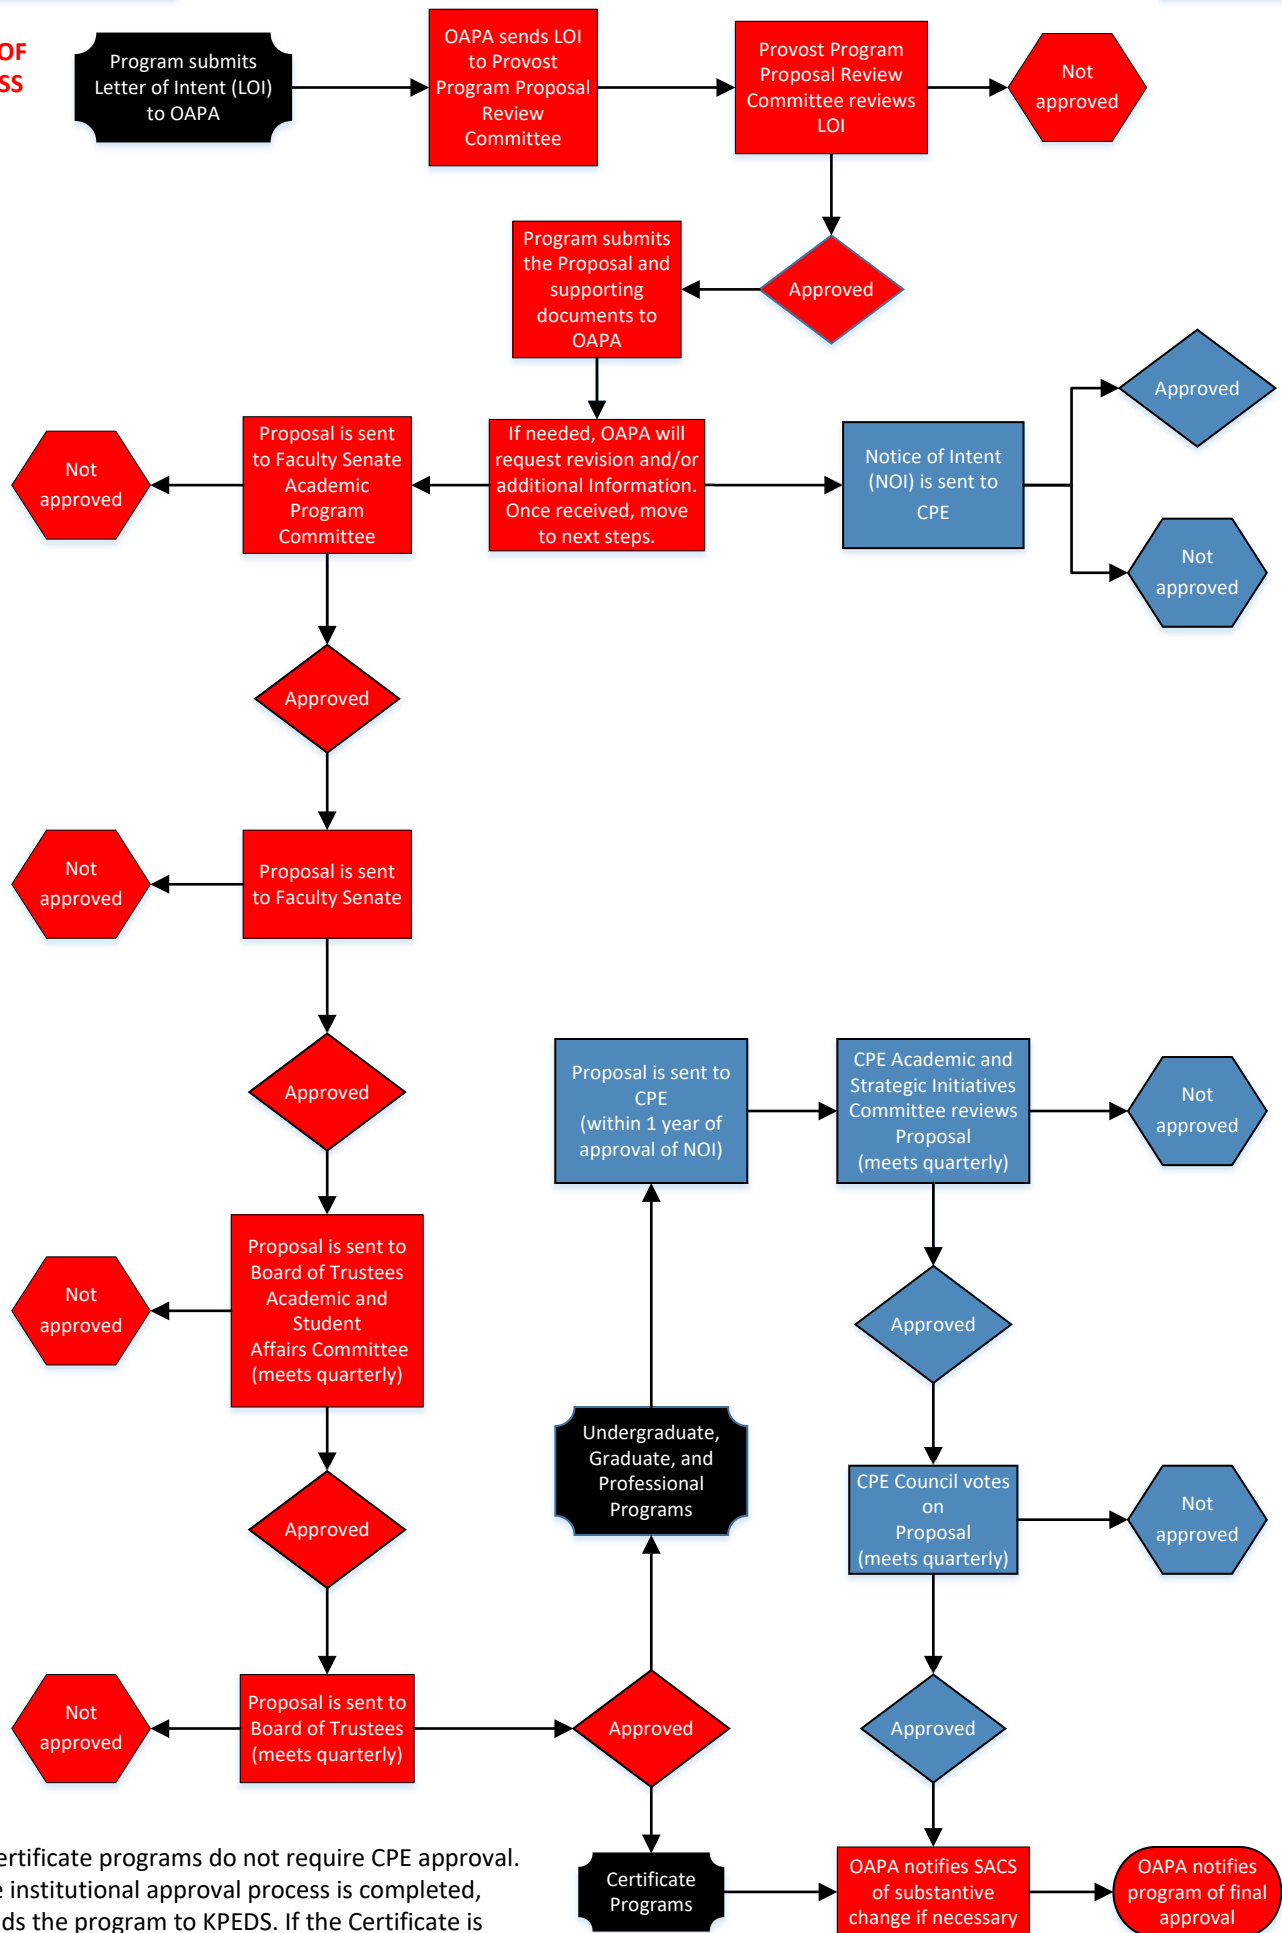 OF
SS
Program submits
Letter of Intent (LOI)
to OAPA
OAPA sends LOI
to Provost
Program Proposal
Review
Committee
Provost Program
Proposal Review
Committee reviews
LOI
Not
approved
Program submits
the Proposal and
supporting
documents to
OAPA
Approved
Not
approved
Proposal is sent
to Faculty Senate
Academic
Program
Committee
If needed, OAPA will
request revision and/or
additional Information.
Once received, move
to next steps.
Notice of Intent
(NOI) is sent to
CPE
Approved
Not
approved
Approved
Not
approved
Proposal is sent
to Faculty Senate
Approved
Proposal is sent to
CPE
(within 1 year of
approval of NOI)
CPE Academic and
Strategic Initiatives
Committee reviews
Proposal
(meets quarterly)
Not
approved
Not
approved
Proposal is sent to
Board of Trustees
Academic and
Student
Affairs Committee
(meets quarterly)
Approved
Undergraduate,
Graduate, and
Professional
Programs
Approved
CPE Council votes
on
Proposal
(meets quarterly)
Not
approved
Not
approved
Proposal is sent to
Board of Trustees
(meets quarterly)
Approved
Approved
ertificate programs do not require CPE approval.
e institutional approval process is completed,
ds the program to KPEDS. If the Certificate is
Certificate
Programs
OAPA notifies SACS
of substantive
change if necessary
OAPA notifies
program of final
approval